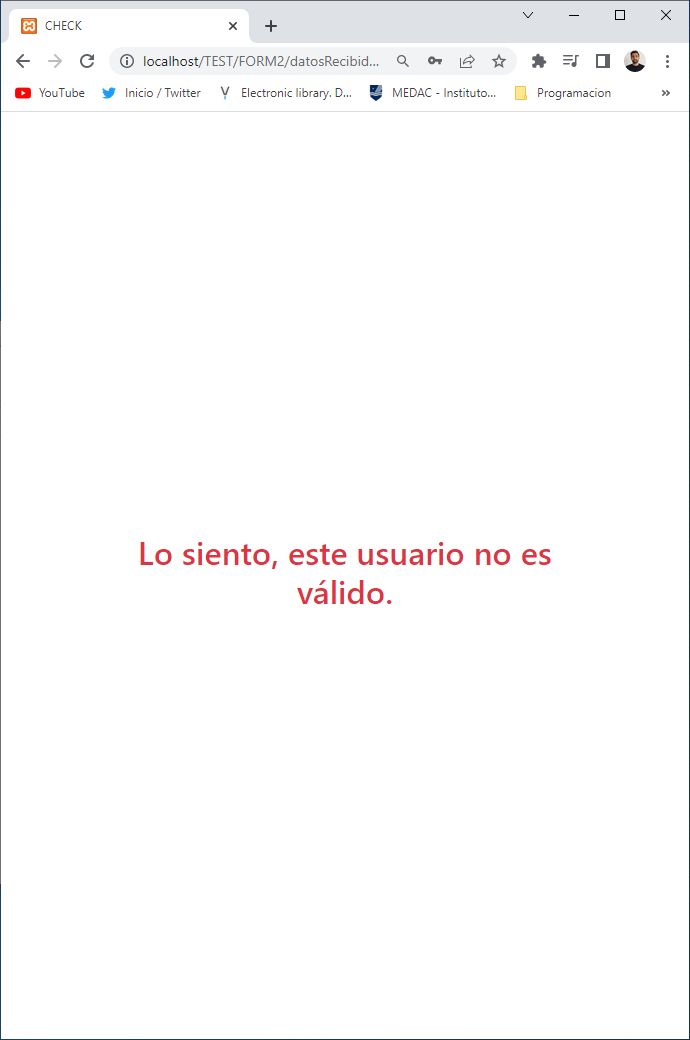 CHECK
localhost/TEST/FORM2/datosRecibid...
YouTube Inicio / Twitter Electronic library. D... MEDAC - Instituto... Programacion »
Lo siento, este usuario no es
válido.